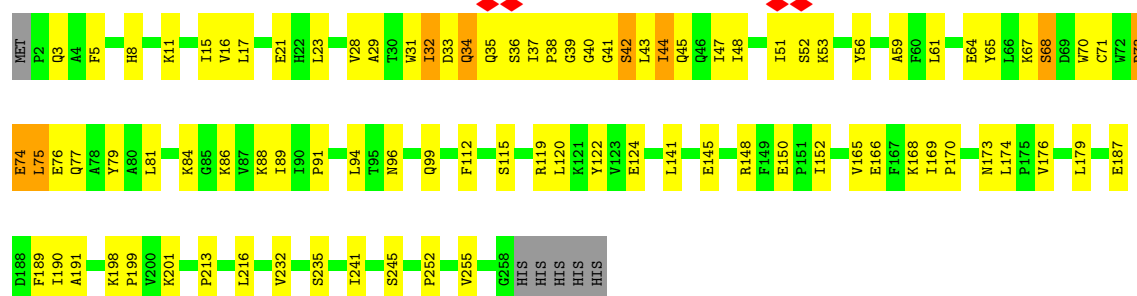 MET P2 Q3 A4 F5 H8 K11 I15 V16 L17 E21 H22 L23 V28 A29 T30 W31 I32 D33 Q34 Q35 S36 I37 P38 G39 G40 G41 S42 L43 I44 Q45 Q46 I47 I48 I51 S52 K53 Y56 A59 F60 L61 E64 Y65 L66 K67 S68 D69 W70 C71 W72
E74 L75 E76 Q77 A78 Y79 A80 L81 K84 G85 K86 V87 K88 I89 I90 P91 L94 T95 N96 Q99 F112 S115 R119 L120 K121 Y122 V123 E124 L141 E145 R148 F149 E150 P151 I152 V165 E166 F167 K168 I169 P170 N173 L174 P175 V176 L179 E187
D188 F189 I190 A191 K198 P199 V200 K201 P213 L216 V232 S235 I241 S245 P252 V255 G258 HIS HIS HIS HIS HIS